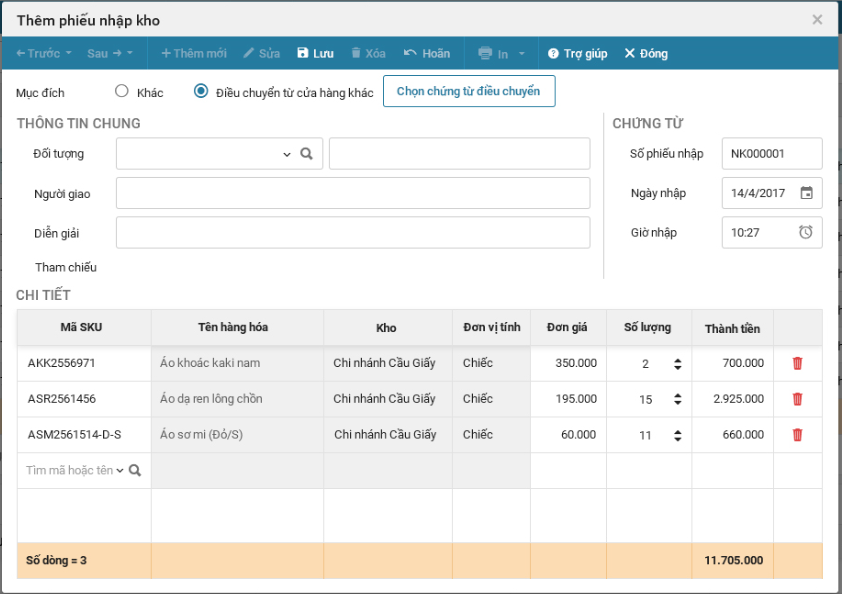 Thêm phiếu nhập kho
Trước Sau Thêm mới Sửa Lưu Xóa Hoãn In Trợ giúp Đóng
Mục đích Khác Điều chuyển từ cửa hàng khác Chọn chứng từ điều chuyển
THÔNG TIN CHUNG CHỨNG TỪ
Đối tượng Số phiếu nhập NK000001
Người giao Ngày nhập 14/4/2017
Diễn giải Giờ nhập 10:27
Tham chiếu
CHI TIẾT
Mã SKU Tên hàng hóa Kho Đơn vị tính Đơn giá Số lượng Thành tiền
AKK2556971 Áo khoác kaki nam Chi nhánh Cầu Giấy Chiếc 350.000 2 700.000
ASR2561456 Áo dạ ren lông chồn Chi nhánh Cầu Giấy Chiếc 195.000 15 2.925.000
ASM2561514-D-S Áo sơ mi (Đỏ/S) Chi nhánh Cầu Giấy Chiếc 60.000 11 660.000
Tìm mã hoặc tên
Số dòng = 3 11.705.000